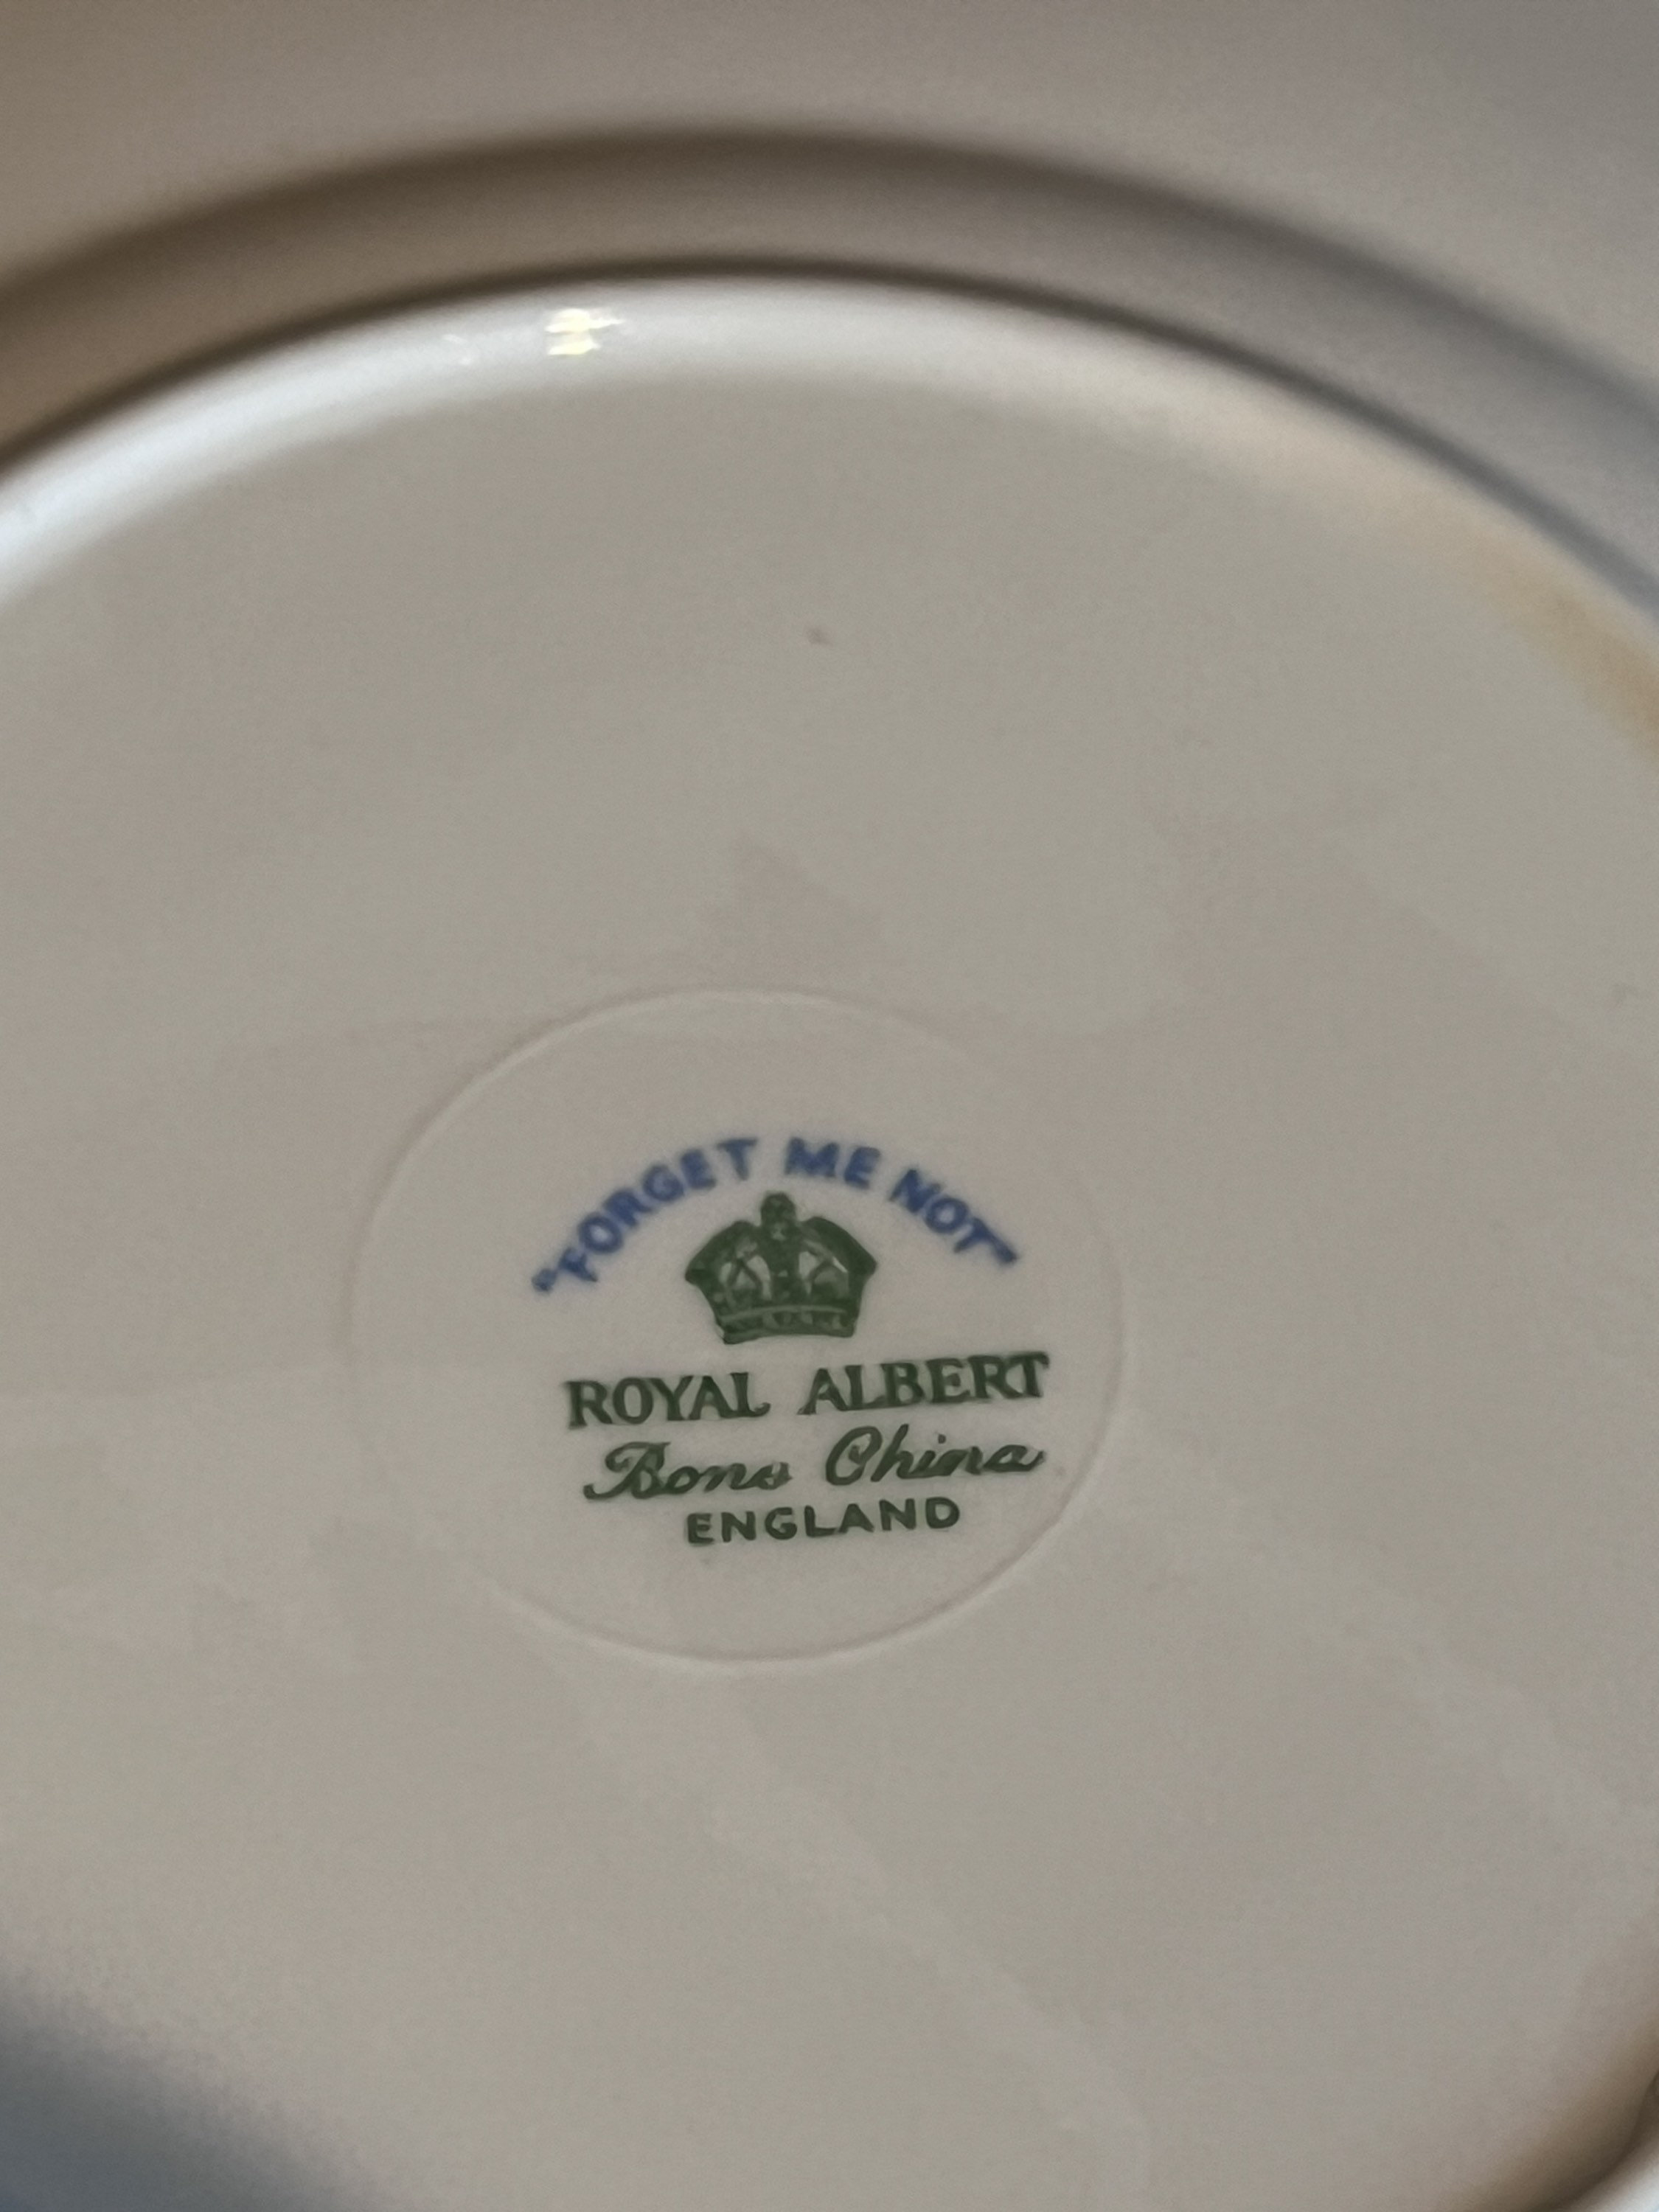 "FORGET ME NOT"
ROYAL ALBERT
Bone China
ENGLAND